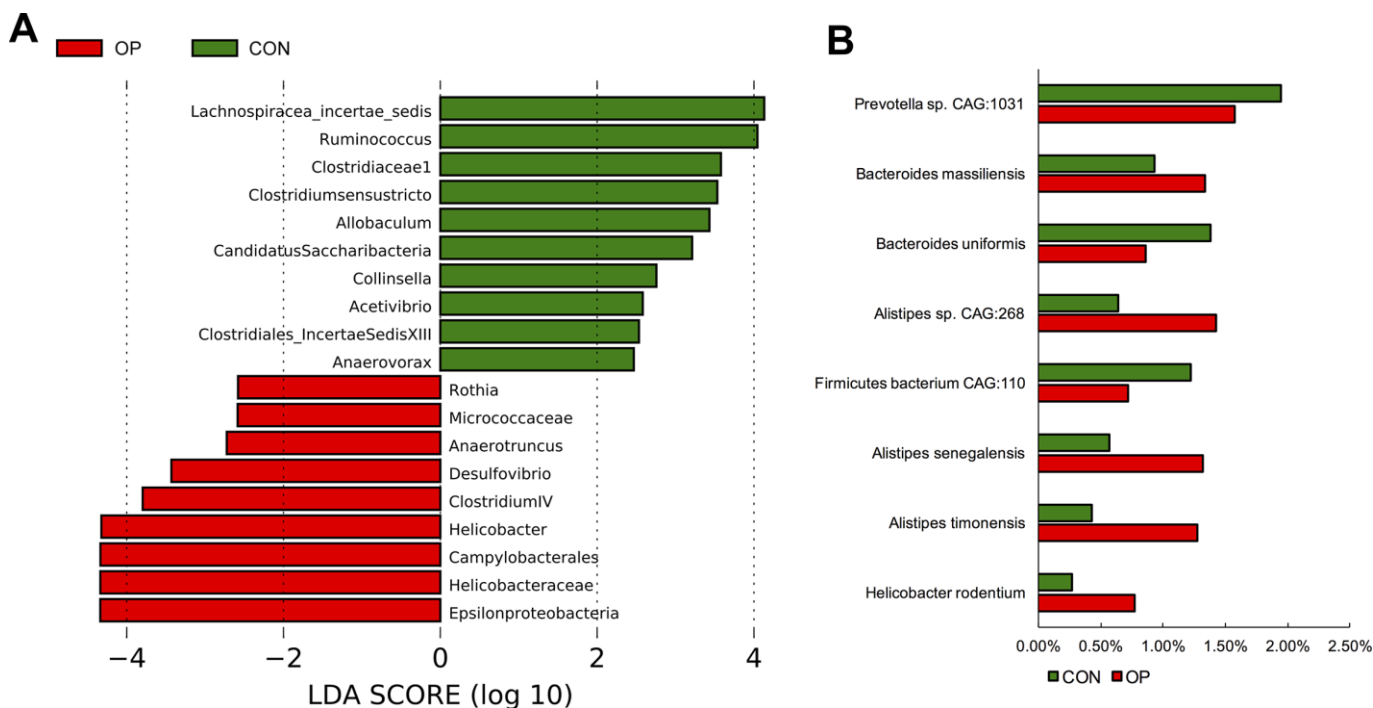 A
OP
CON
Lachnospiracea_incertae_sedis
Ruminococcus
Clostridiaceae1
Clostridiumsensustricto
Allobaculum
CandidatusSaccharibacteria
Collinsella
Acetivibrio
Clostridiales_IncertaeSedisXIII
Anaerovorax
Rothia
Micrococcaceae
Anaerotruncus
Desulfovibrio
ClostridiumIV
Helicobacter
Campylobacterales
Helicobacteraceae
Epsilonproteobacteria
−4 −2 0 2 4
LDA SCORE (log 10)
B
Prevotella sp. CAG:1031
Bacteroides massiliensis
Bacteroides uniformis
Alistipes sp. CAG:268
Firmicutes bacterium CAG:110
Alistipes senegalensis
Alistipes timonensis
Helicobacter rodentium
0.00% 0.50% 1.00% 1.50% 2.00% 2.50%
CON OP